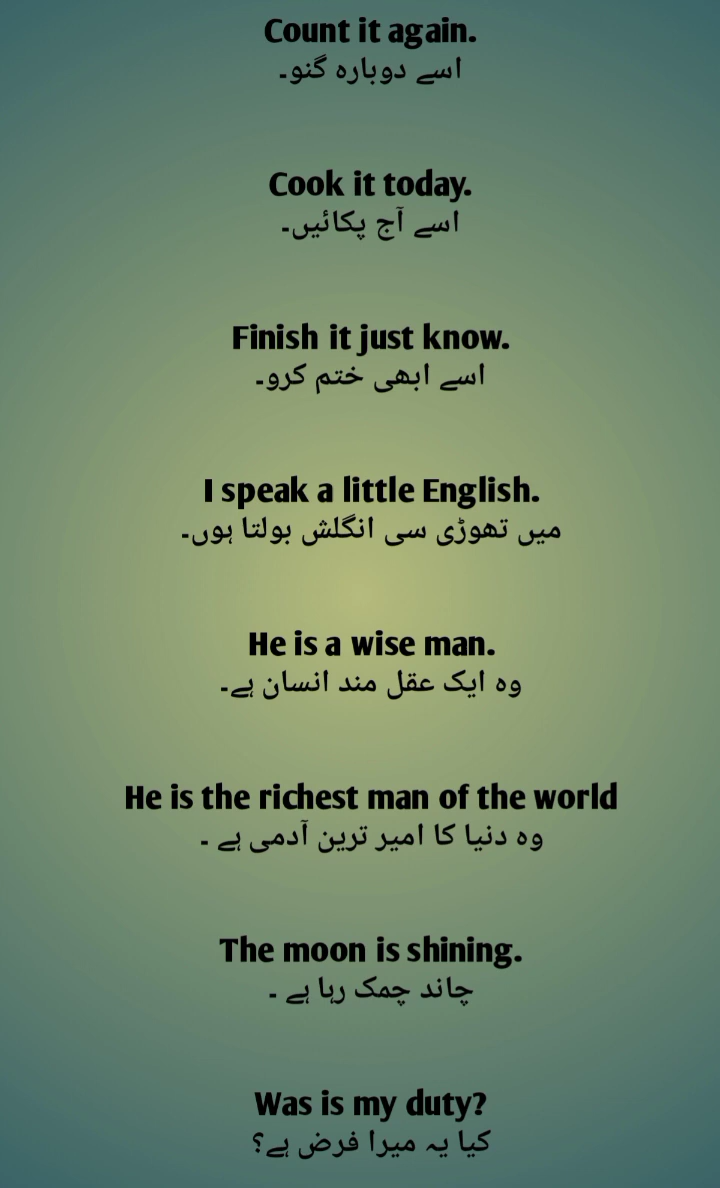 Count it again.
اسے دوبارہ گنو۔
Cook it today.
اسے آج پکائیں۔
Finish it just know.
اسے ابھی ختم کرو۔
I speak a little English.
میں تھوڑی سی انگلش بولتا ہوں۔
He is a wise man.
وہ ایک عقل مند انسان ہے۔
He is the richest man of the world
وہ دنیا کا امیر ترین آدمی ہے ۔
The moon is shining.
چاند چمک رہا ہے ۔
Was is my duty?
کیا یہ میرا فرض ہے؟